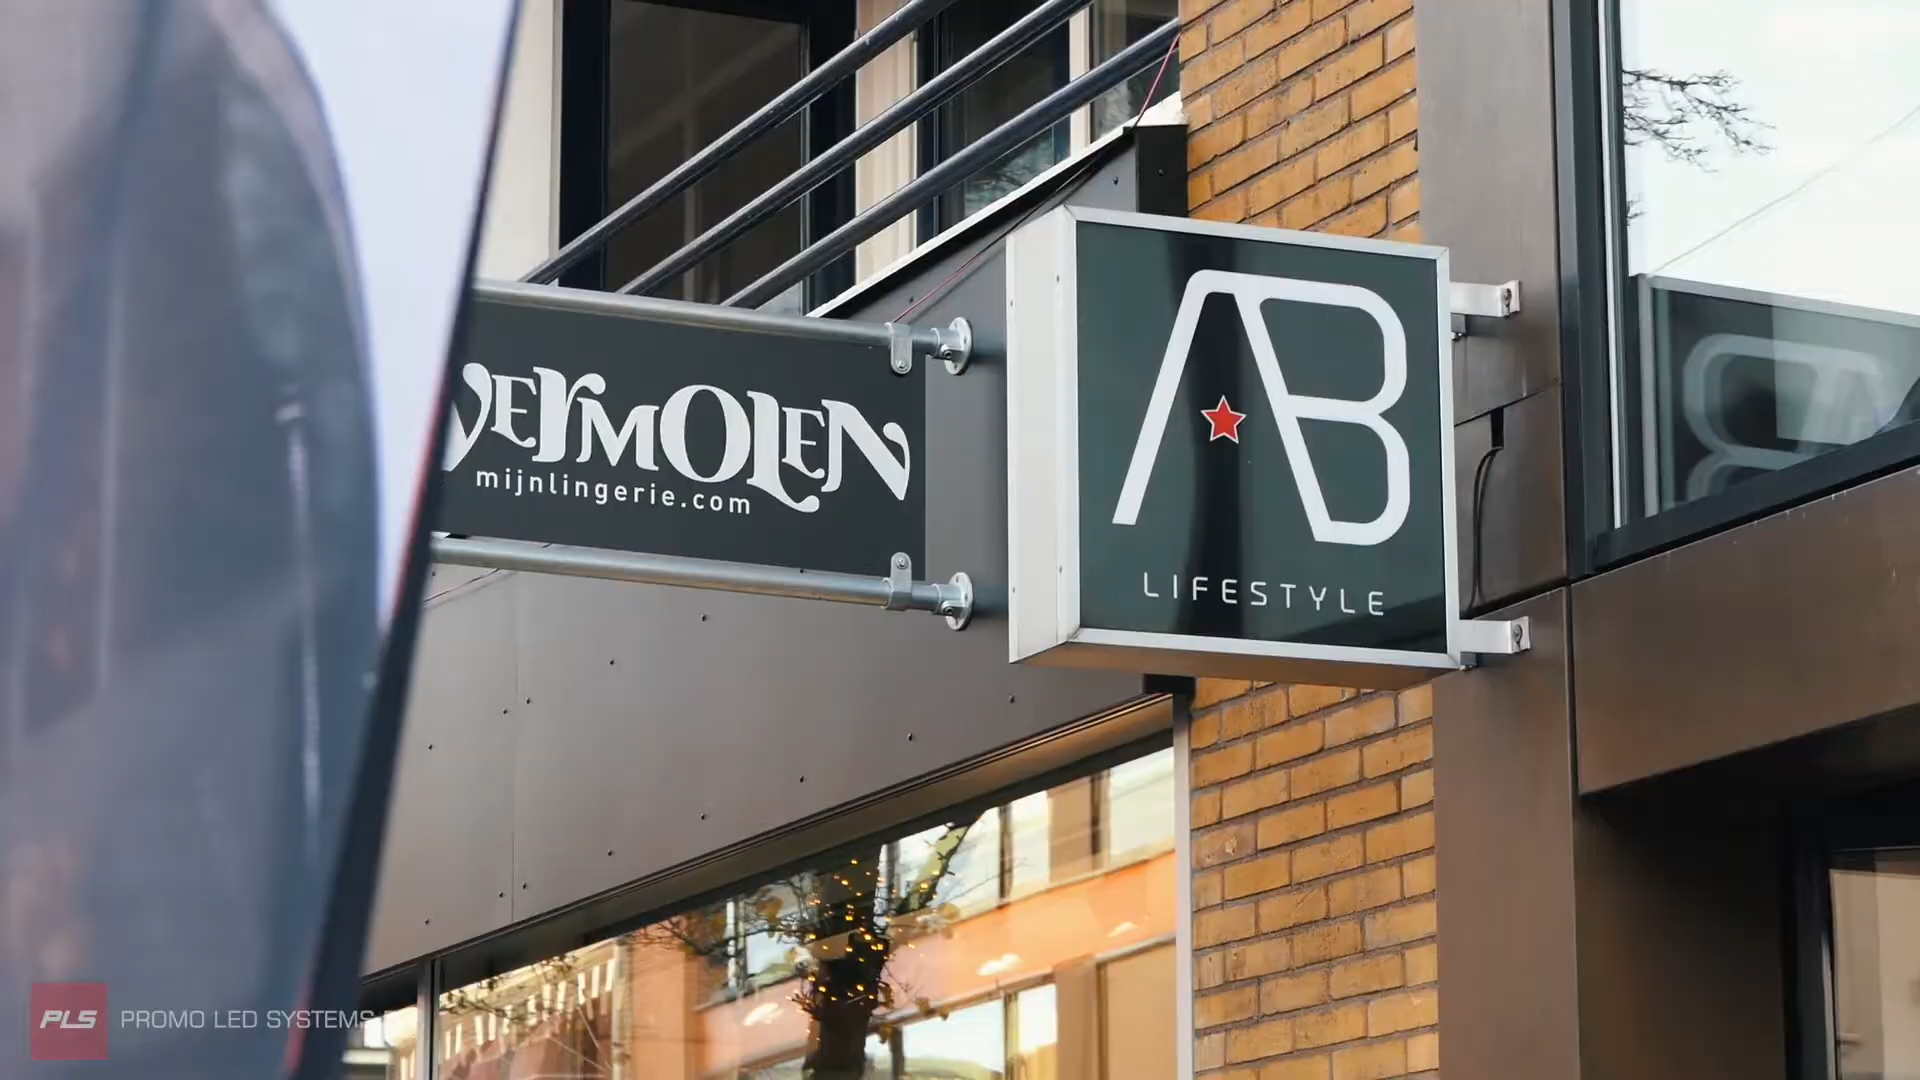 VERMOLEN
mijnlingerie.com
AB
LIFESTYLE
PLS PROMO LED SYSTEMS